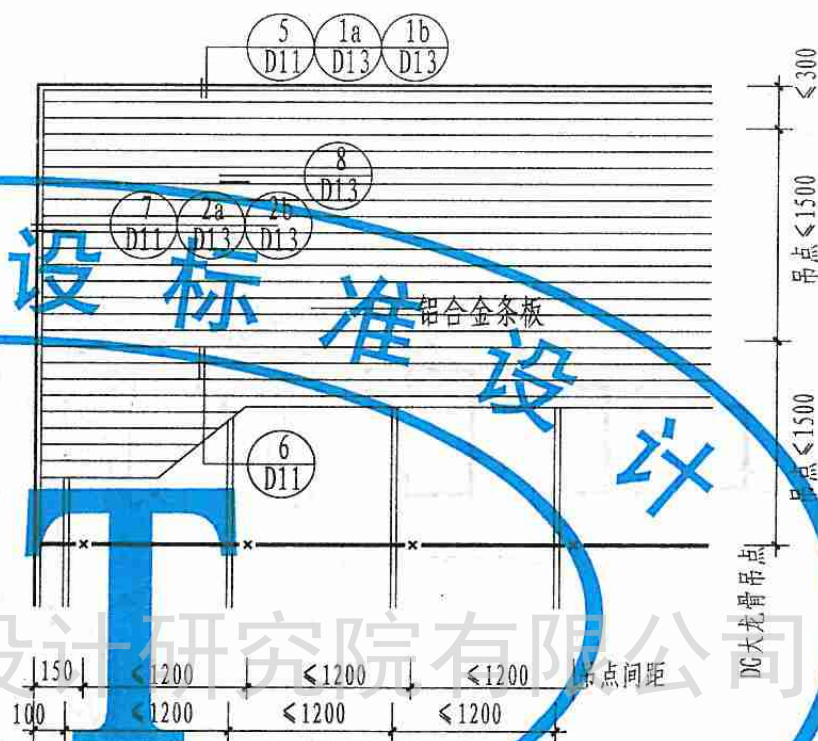 5 1a 1b
D11 D13 D13
≤300
8
D13
7 2a 2b
D11 D13 D13
吊点≤1500
设标准设计
铝合金条板
吊点≤1500
6
D11
T
DG大龙骨吊点
设计研究院有限公司
150 ≤1200 ≤1200 ≤1200 吊点间距
100 ≤1200 ≤1200 ≤1200